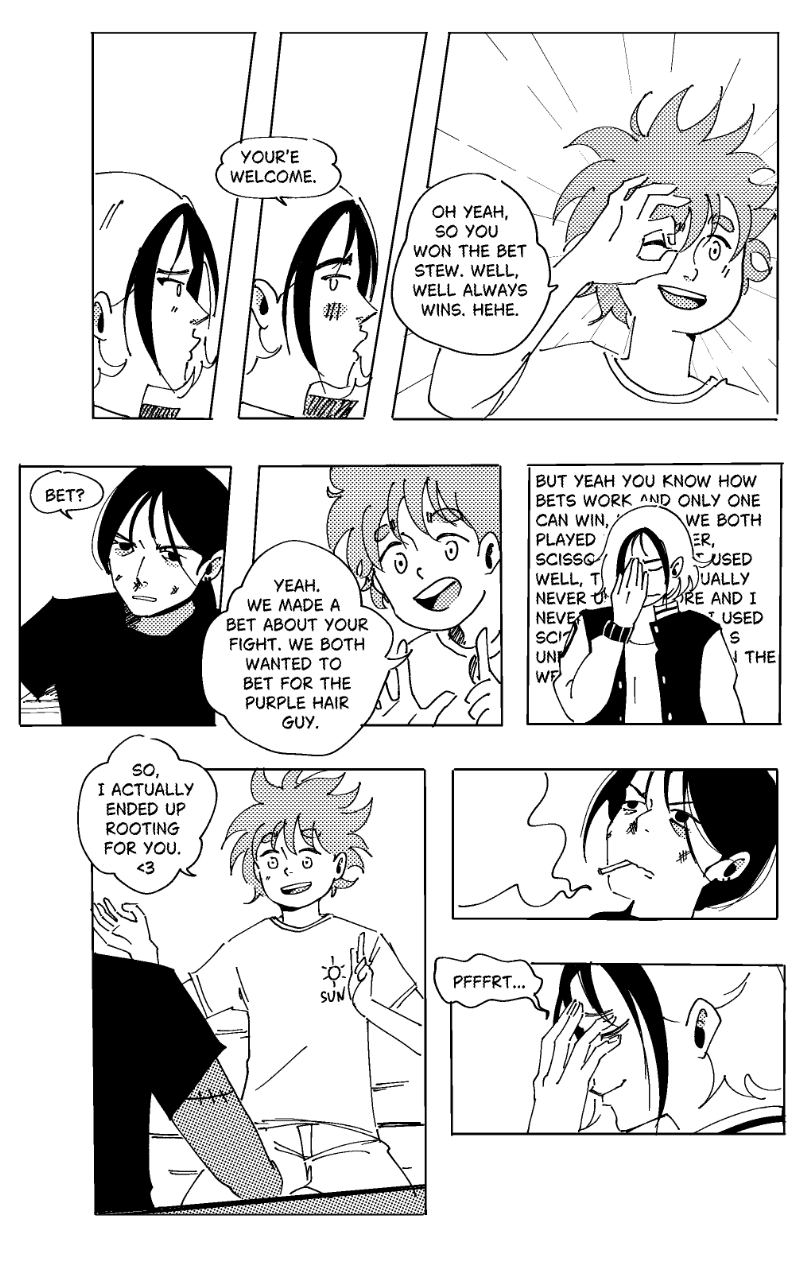 YOUR'E
WELCOME.
OH YEAH,
SO YOU
WON THE BET
STEW. WELL,
WELL ALWAYS
WINS. HEHE.
BET?
YEAH.
WE MADE A
BET ABOUT YOUR
FIGHT. WE BOTH
WANTED TO
BET FOR THE
PURPLE HAIR
GUY.
BUT YEAH YOU KNOW HOW
BETS WORK AND ONLY ONE
CAN WIN, WE BOTH
PLAYED
USED
WELL,
NEVER AND I
USED
THE
SO,
I ACTUALLY
ENDED UP
ROOTING
FOR YOU.
<3
SUN
PFFFRT...